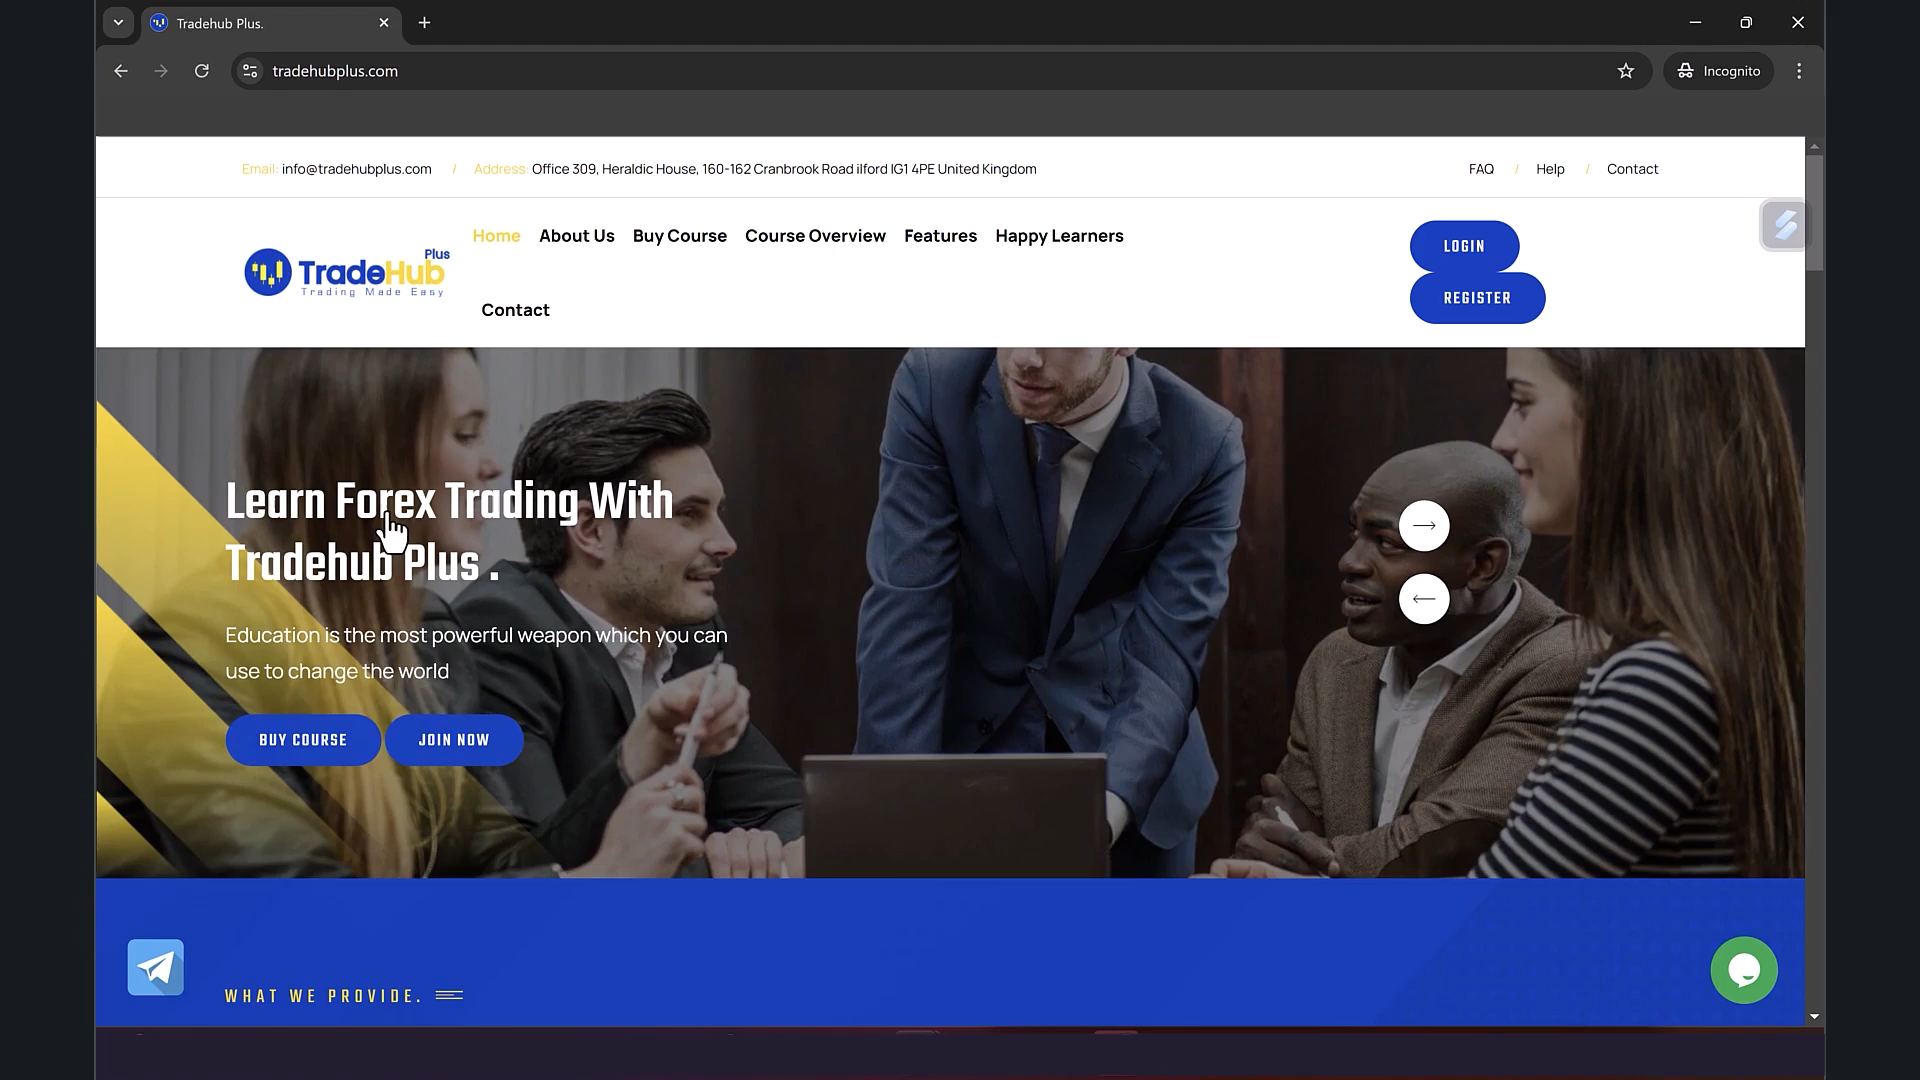 Tradehub Plus.
tradehubplus.com
Incognito
Email: info@tradehubplus.com / Address: Office 309, Heraldic House, 160-162 Cranbrook Road ilford IG1 4PE United Kingdom
FAQ / Help / Contact
TradeHub Plus
Trading Made Easy
Home About Us Buy Course Course Overview Features Happy Learners
Contact
LOGIN
REGISTER
Learn Forex Trading With
Tradehub Plus .
Education is the most powerful weapon which you can
use to change the world
BUY COURSE JOIN NOW
WHAT WE PROVIDE.